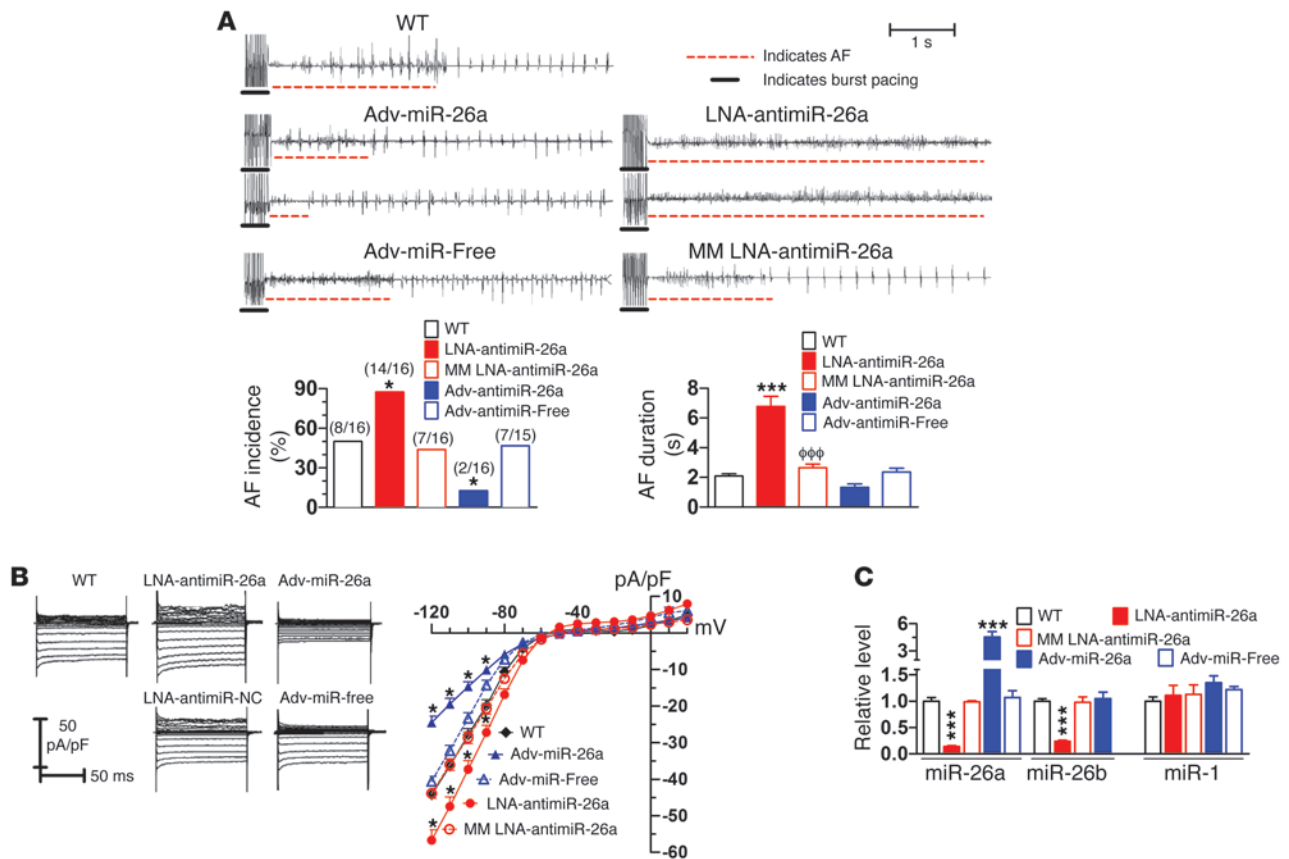 A
WT
1 s
Indicates AF
Indicates burst pacing
Adv-miR-26a
LNA-antimiR-26a
Adv-miR-Free
MM LNA-antimiR-26a
WT
LNA-antimiR-26a
MM LNA-antimiR-26a
Adv-antimiR-26a
Adv-antimiR-Free
AF incidence
(%)
90
60
30
0
(8/16)
(14/16)
*
(7/16)
(2/16)
*
(7/15)
WT
LNA-antimiR-26a
MM LNA-antimiR-26a
Adv-antimiR-26a
Adv-antimiR-Free
AF duration
(s)
8
6
4
2
0
***
ϕϕϕ
B
WT
LNA-antimiR-26a
Adv-miR-26a
LNA-antimiR-NC
Adv-miR-free
50
pA/pF
50 ms
pA/pF
10
-120
-80
-40
mV
-10
-20
-30
-40
-50
-60
* * * *
* * * *
WT
Adv-miR-26a
Adv-miR-Free
LNA-antimiR-26a
MM LNA-antimiR-26a
C
WT
LNA-antimiR-26a
MM LNA-antimiR-26a
Adv-miR-26a
Adv-miR-Free
Relative level
6
3
1.0
0.5
0.0
***
***
***
miR-26a
miR-26b
miR-1